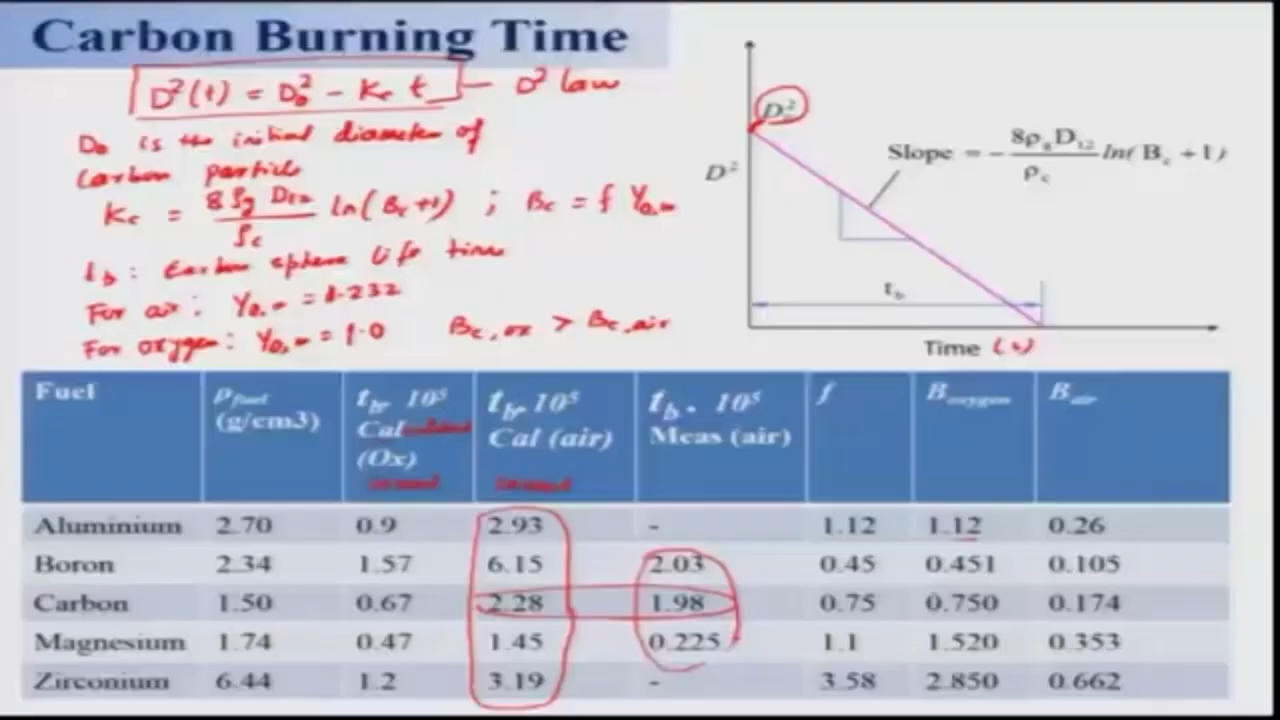 Carbon Burning Time
D²(t) = D₀² - Kc t — D² law
D₀ is the initial diameter of
Carbon particle
Kc = 8 ρg D₁₂ / ρc ln(Bc+1) ; Bc = f Y₀,∞
tb : Carbon sphere life time
For air : Y₀,∞ = 0.232
For oxygen : Y₀,∞ = 1.0 Bc,ox > Bc,air
D₀²
D²
Slope = - 8ρgD₁₂ / ρc ln( Bc +1)
tb
Time (s)
Fuel ρfuel (g/cm3) tb. 10⁵ Cal (Ox) tb.10⁵ Cal (air) tb. 10⁵ Meas (air) f Boxygen Bair
Aluminium 2.70 0.9 2.93 - 1.12 1.12 0.26
Boron 2.34 1.57 6.15 2.03 0.45 0.451 0.105
Carbon 1.50 0.67 2.28 1.98 0.75 0.750 0.174
Magnesium 1.74 0.47 1.45 0.225 1.1 1.520 0.353
Zirconium 6.44 1.2 3.19 - 3.58 2.850 0.662